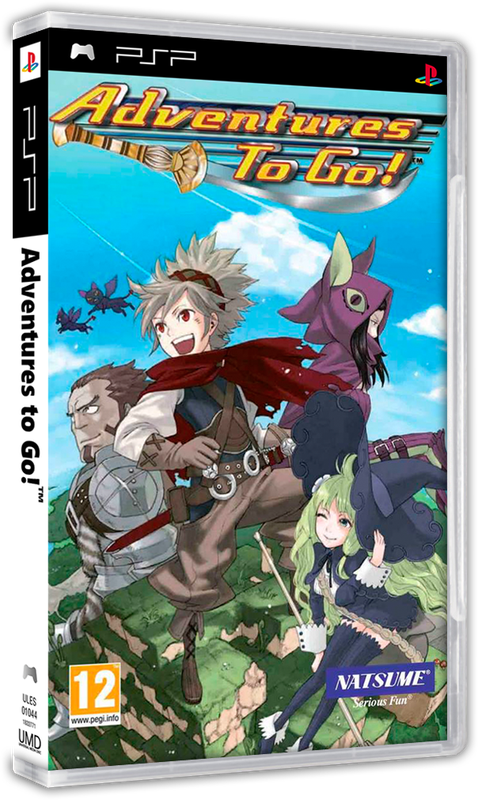 PSP
Adventures
To Go!™
12
www.pegi.info
NATSUME®
Serious Fun™
PSP
Adventures to Go!™
ULES
01044
UMD